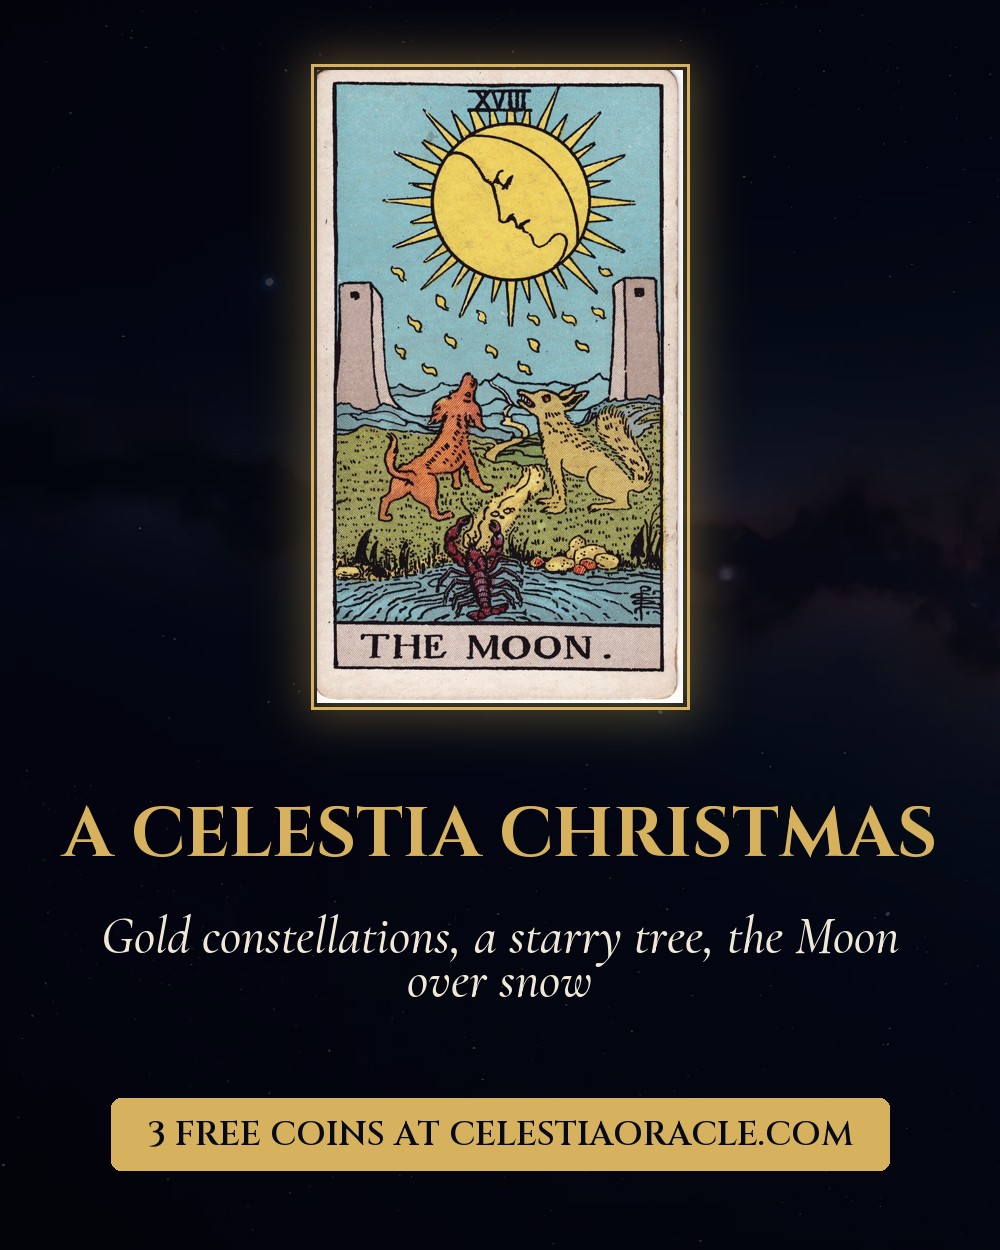 XVIII
THE MOON.
A CELESTIA CHRISTMAS
Gold constellations, a starry tree, the Moon
over snow
3 FREE COINS AT CELESTIAORACLE.COM